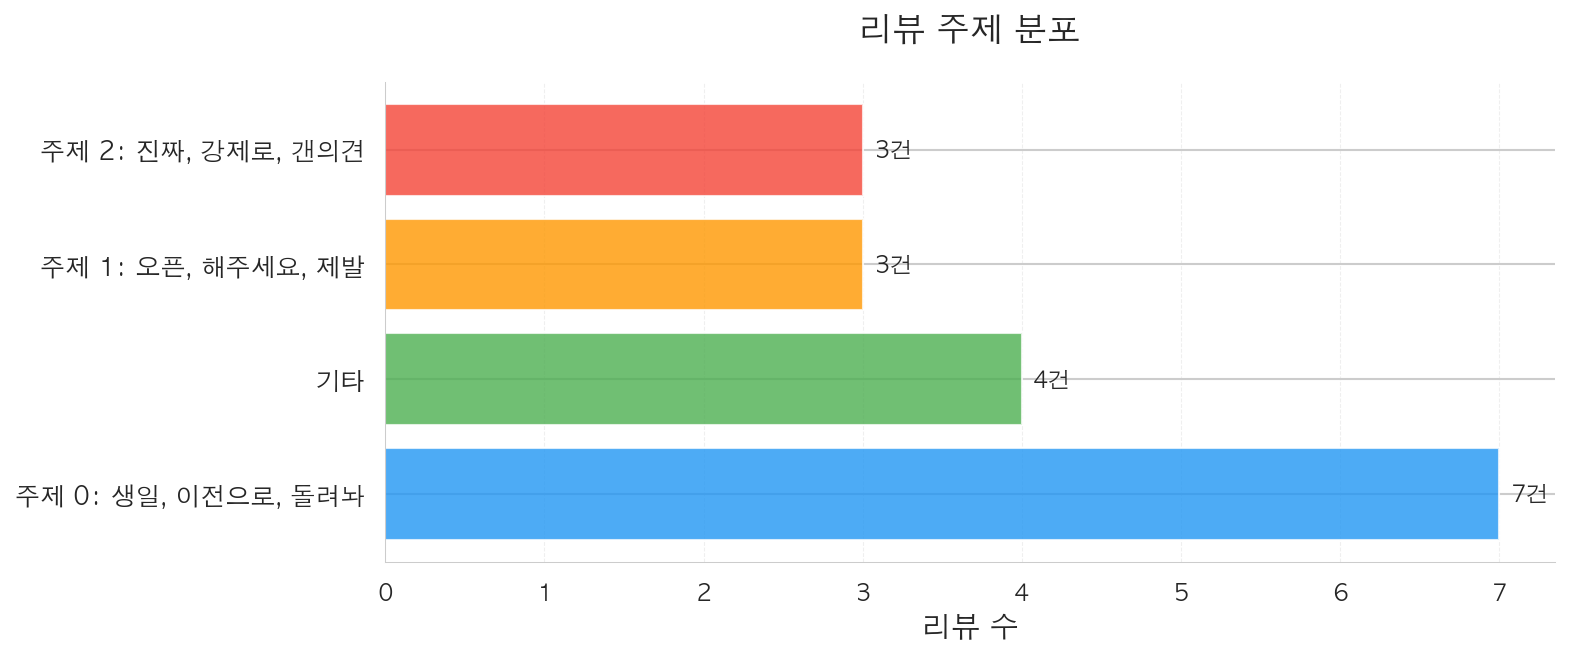 리뷰 주제 분포
주제 2: 진짜, 강제로, 갠의견
3건
주제 1: 오픈, 해주세요, 제발
3건
기타
4건
주제 0: 생일, 이전으로, 돌려놔
7건
0 1 2 3 4 5 6 7
리뷰 수